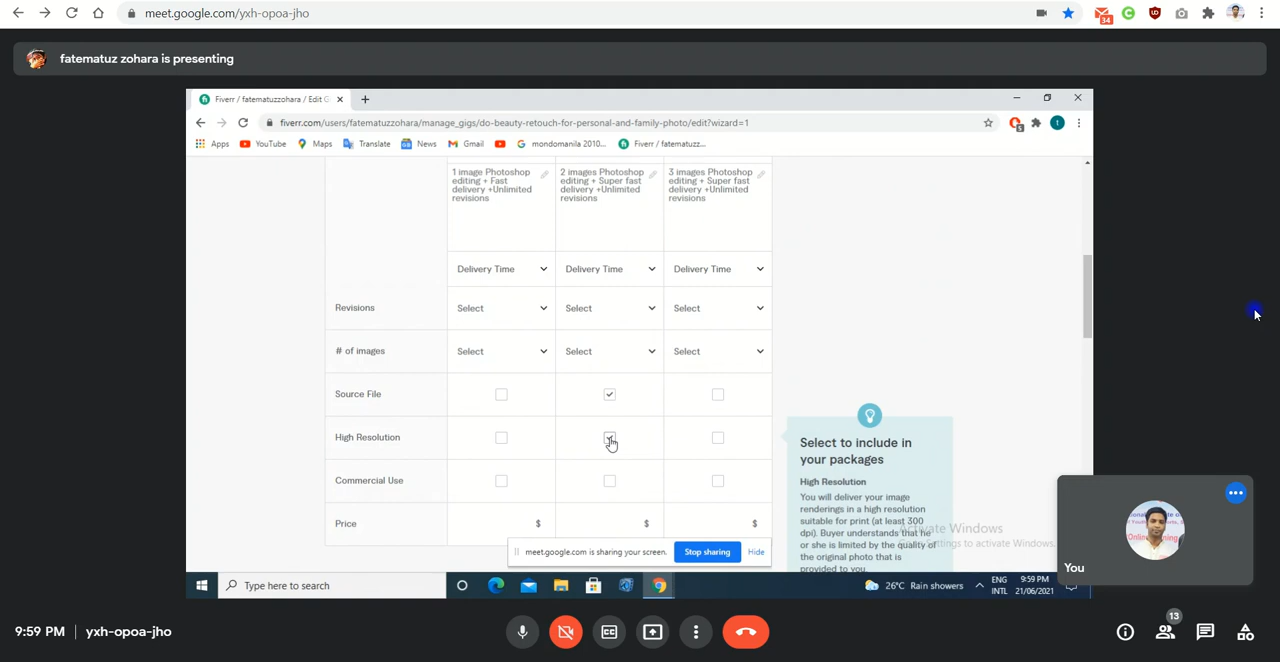 meet.google.com/yxh-opoa-jho
34
fatematuz zohara is presenting
Fiverr / fatematuzzohara / Edit G
fiverr.com/users/fatematuzzohara/manage_gigs/do-beauty-retouch-for-personal-and-family-photo/edit?wizard=1
Apps YouTube Maps Translate News Gmail mondomanila 2010... Fiverr / fatematuzz...
1 image Photoshop editing + Fast delivery +Unlimited revisions
2 images Photoshop editing + Super fast delivery +Unlimited revisions
3 images Photoshop editing + Super fast delivery +Unlimited revisions
Delivery Time Delivery Time Delivery Time
Revisions Select Select Select
# of images Select Select Select
Source File
High Resolution
Commercial Use
Price $ $ $
Select to include in
your packages
High Resolution
You will deliver your image
renderings in a high resolution
suitable for print (at least 300
dpi). Buyer understands that he
or she is limited by the quality of
the original photo that is
provided to you.
Activate Windows
Settings to activate Windows.
meet.google.com is sharing your screen. Stop sharing Hide
You
Type here to search
26°C Rain showers
ENG
INTL
9:59 PM
21/06/2021
9:59 PM | yxh-opoa-jho
13